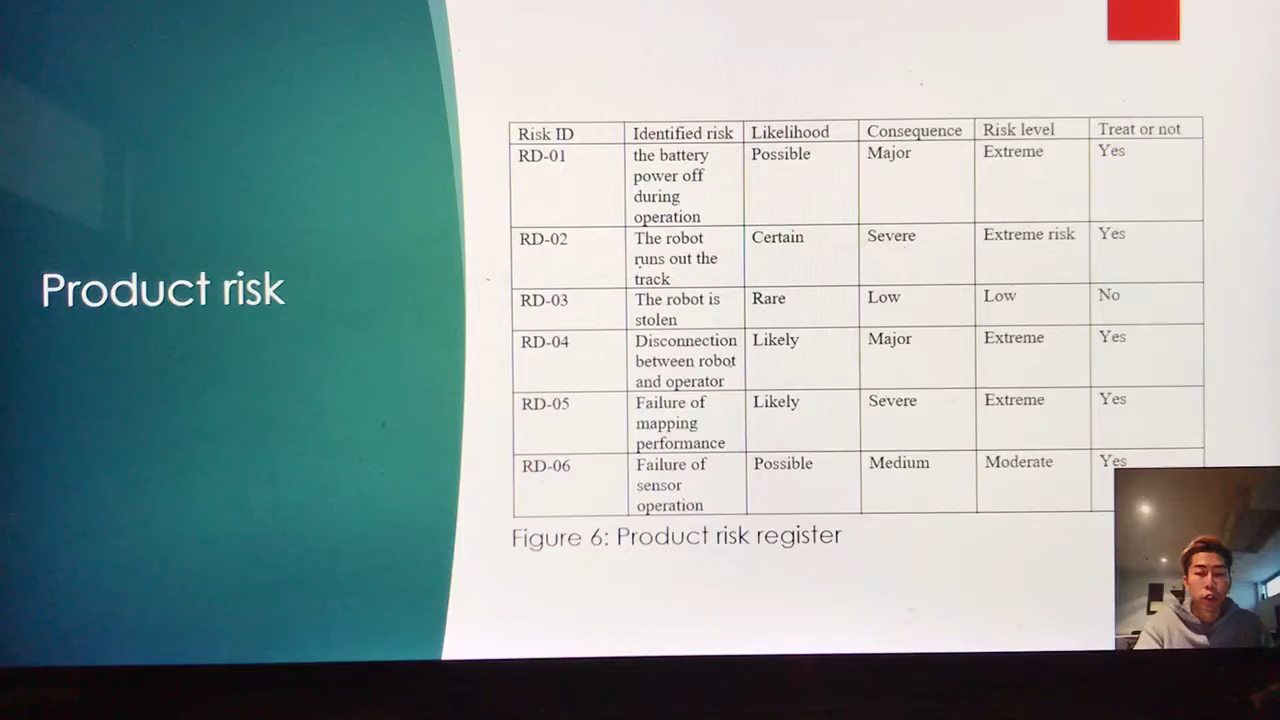 Product risk
Risk ID Identified risk Likelihood Consequence Risk level Treat or not
RD-01 the battery Possible Major Extreme Yes
power off
during
operation
RD-02 The robot Certain Severe Extreme risk Yes
runs out the
track
RD-03 The robot is Rare Low Low No
stolen
RD-04 Disconnection Likely Major Extreme Yes
between robot
and operator
RD-05 Failure of Likely Severe Extreme Yes
mapping
performance
RD-06 Failure of Possible Medium Moderate Yes
sensor
operation
Figure 6: Product risk register